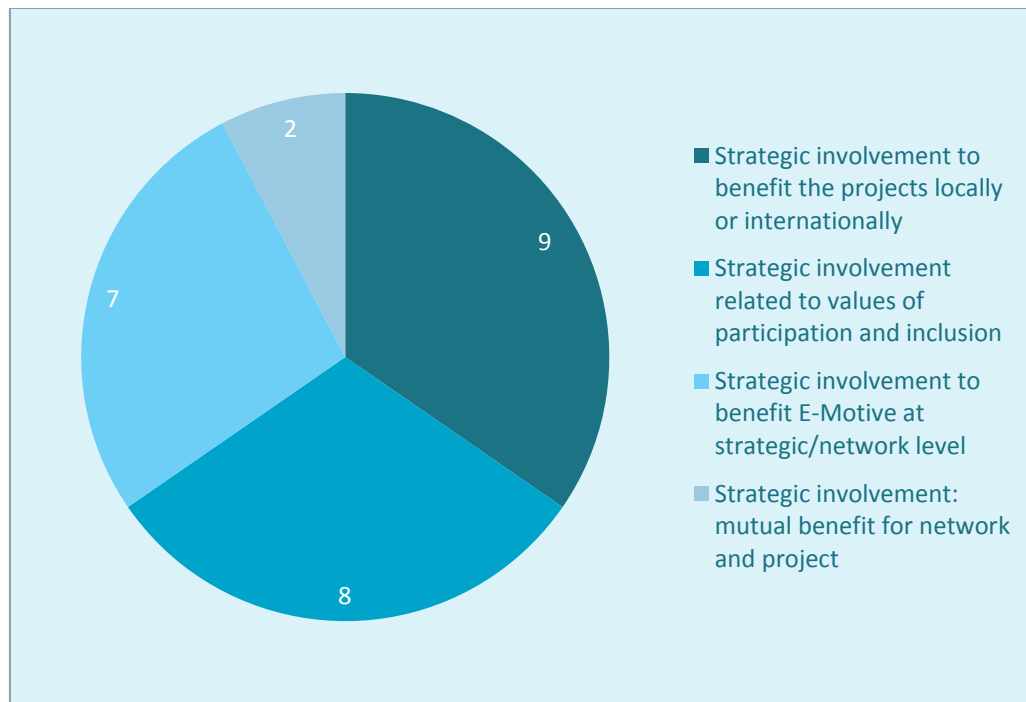 2
9
7
8
Strategic involvement to
benefit the projects locally
or internationally
Strategic involvement
related to values of
participation and inclusion
Strategic involvement to
benefit E-Motive at
strategic/network level
Strategic involvement:
mutual benefit for network
and project